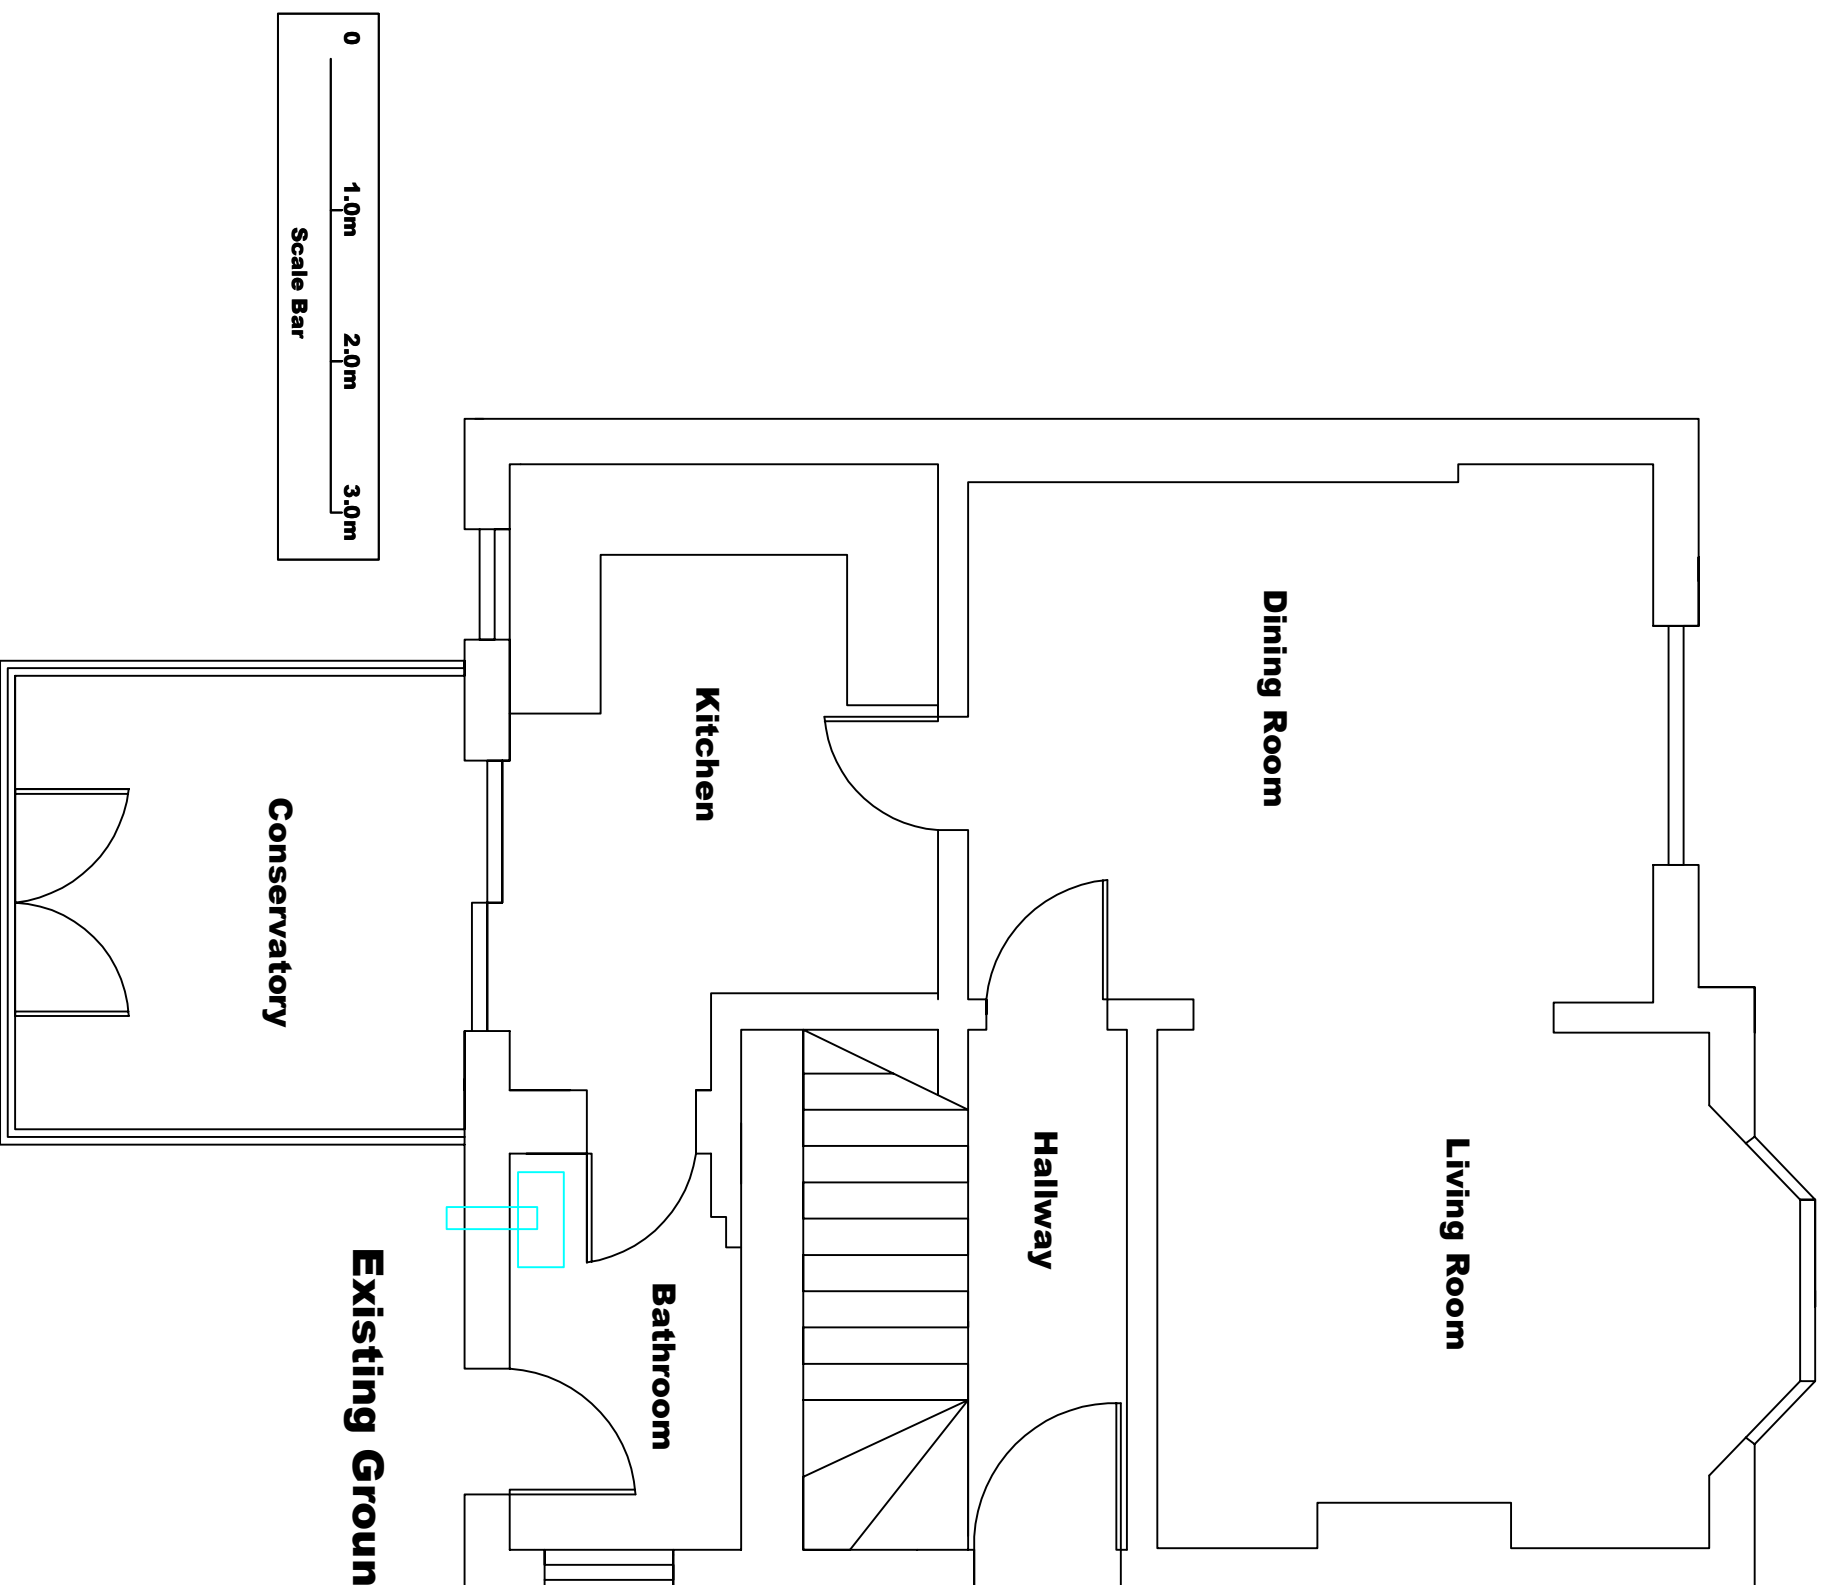 Dining Room
Living Room
Hallway
Kitchen
Bathroom
Existing Groun
0 1.0m 2.0m 3.0m
Scale Bar
Conservatory